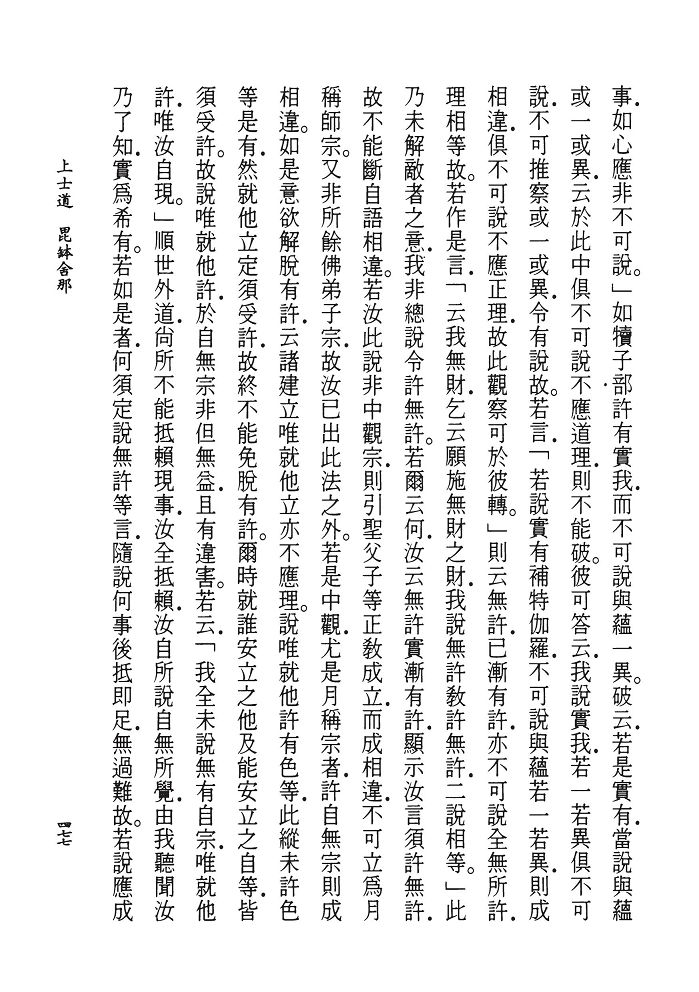 事．如心應非不可說。」如犢子部．許有實我．而不可說與蘊一異。破云．若是實有．當說與蘊
或一或異．云於此中俱不可說．不應道理．則不能破。彼可答云．我說實我．若一若異俱不可
說．不可推察或一或異．令有說故。若言．「若說實有補特伽羅．不可說與蘊若一若異．則成
相違．俱不可說不應正理．故此觀察可於彼轉。」則云無許．已漸有許．亦不可說全無所許．
理相等故。若作是言．「云我無財．乞云願施無財之財．我說無許敎許無許．二說相等。」此
乃未解敵者之意．我非總說令許無許。若爾云何．汝云無許實漸有許．顯示汝言須許無許．
故不能斷自語相違。若汝此說非中觀宗．則引聖父子等正敎成立．而成相違．不可立爲月
稱師宗。又非所餘佛弟子宗．故汝已出此法之外。若是中觀．尤是月稱宗者．許自無宗則成
相違。如是意欲解脫有許．云諸建立唯就他立亦不應理。說唯就他許有色等．此縱未許色
等是有．然就他立定須受許．故終不能免脫有許。爾時就誰安立之他及能安立之自等．皆
須受許。故說唯就他許．於自無宗非但無益．且有違害。若云．「我全未說無有自宗．唯就他
許．唯汝自現。」順世外道．尙所不能抵賴現事．汝全抵賴．汝自所說自無所覺．由我聽聞汝
乃了知．實爲希有。若如是者．何須定說無許等言．隨說何事後抵即足．無過難故。若說應成
上士道　毘鉢舍那
四七七